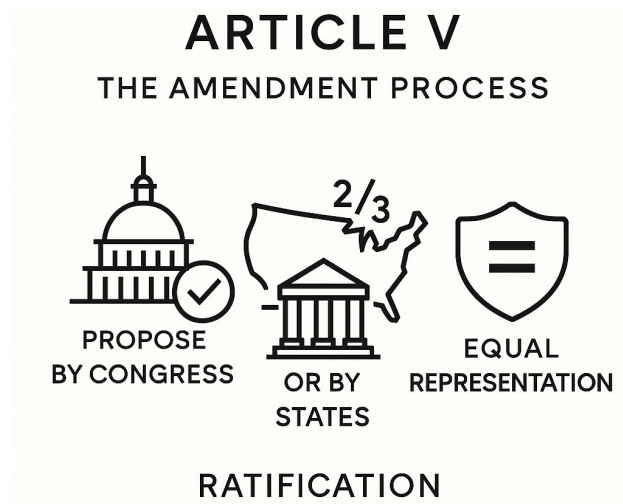 ARTICLE V
THE AMENDMENT PROCESS
2/3
PROPOSE
BY CONGRESS
OR BY
STATES
EQUAL
REPRESENTATION
RATIFICATION